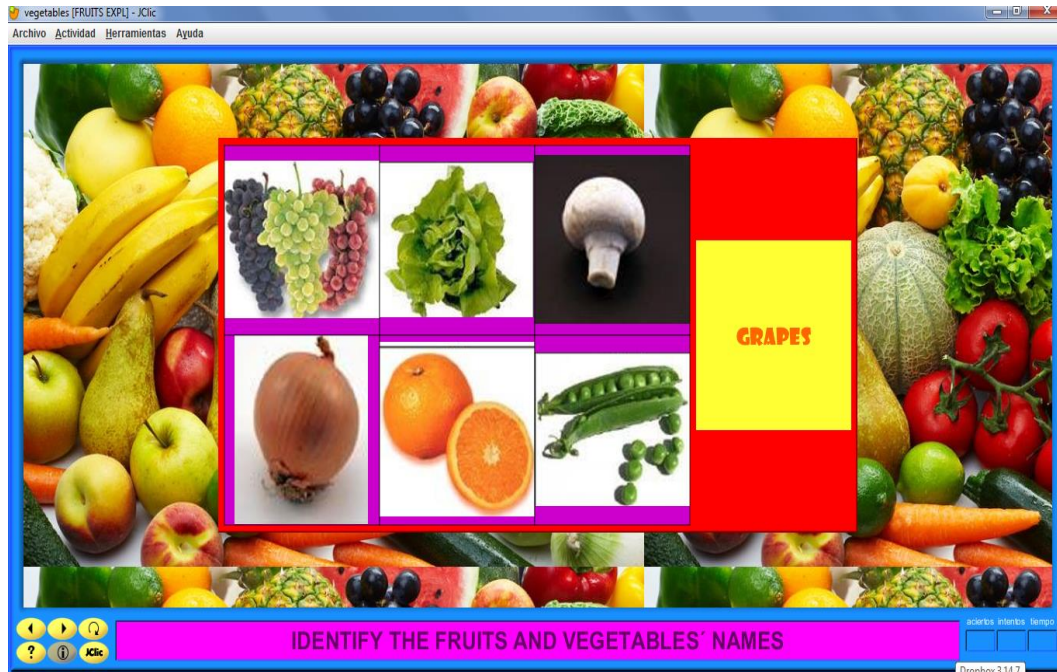 vegetables [FRUITS EXPL] - JClic
Archivo Actividad Herramientas Ayuda
GRAPES
IDENTIFY THE FRUITS AND VEGETABLES´ NAMES
aciertos intentos tiempo
? i JClic
Dropbox 3.14.7